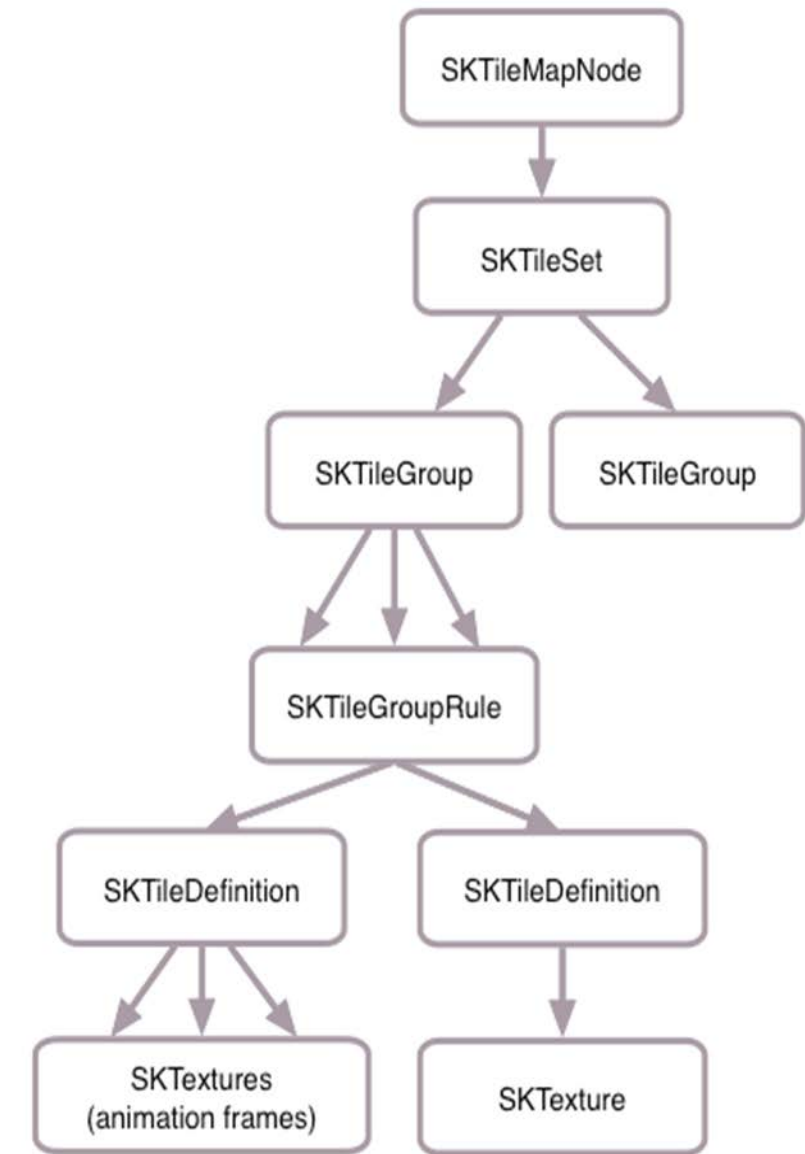 SKTileMapNode
SKTileSet
SKTileGroup
SKTileGroup
SKTileGroupRule
SKTileDefinition
SKTileDefinition
SKTextures
(animation frames)
SKTexture